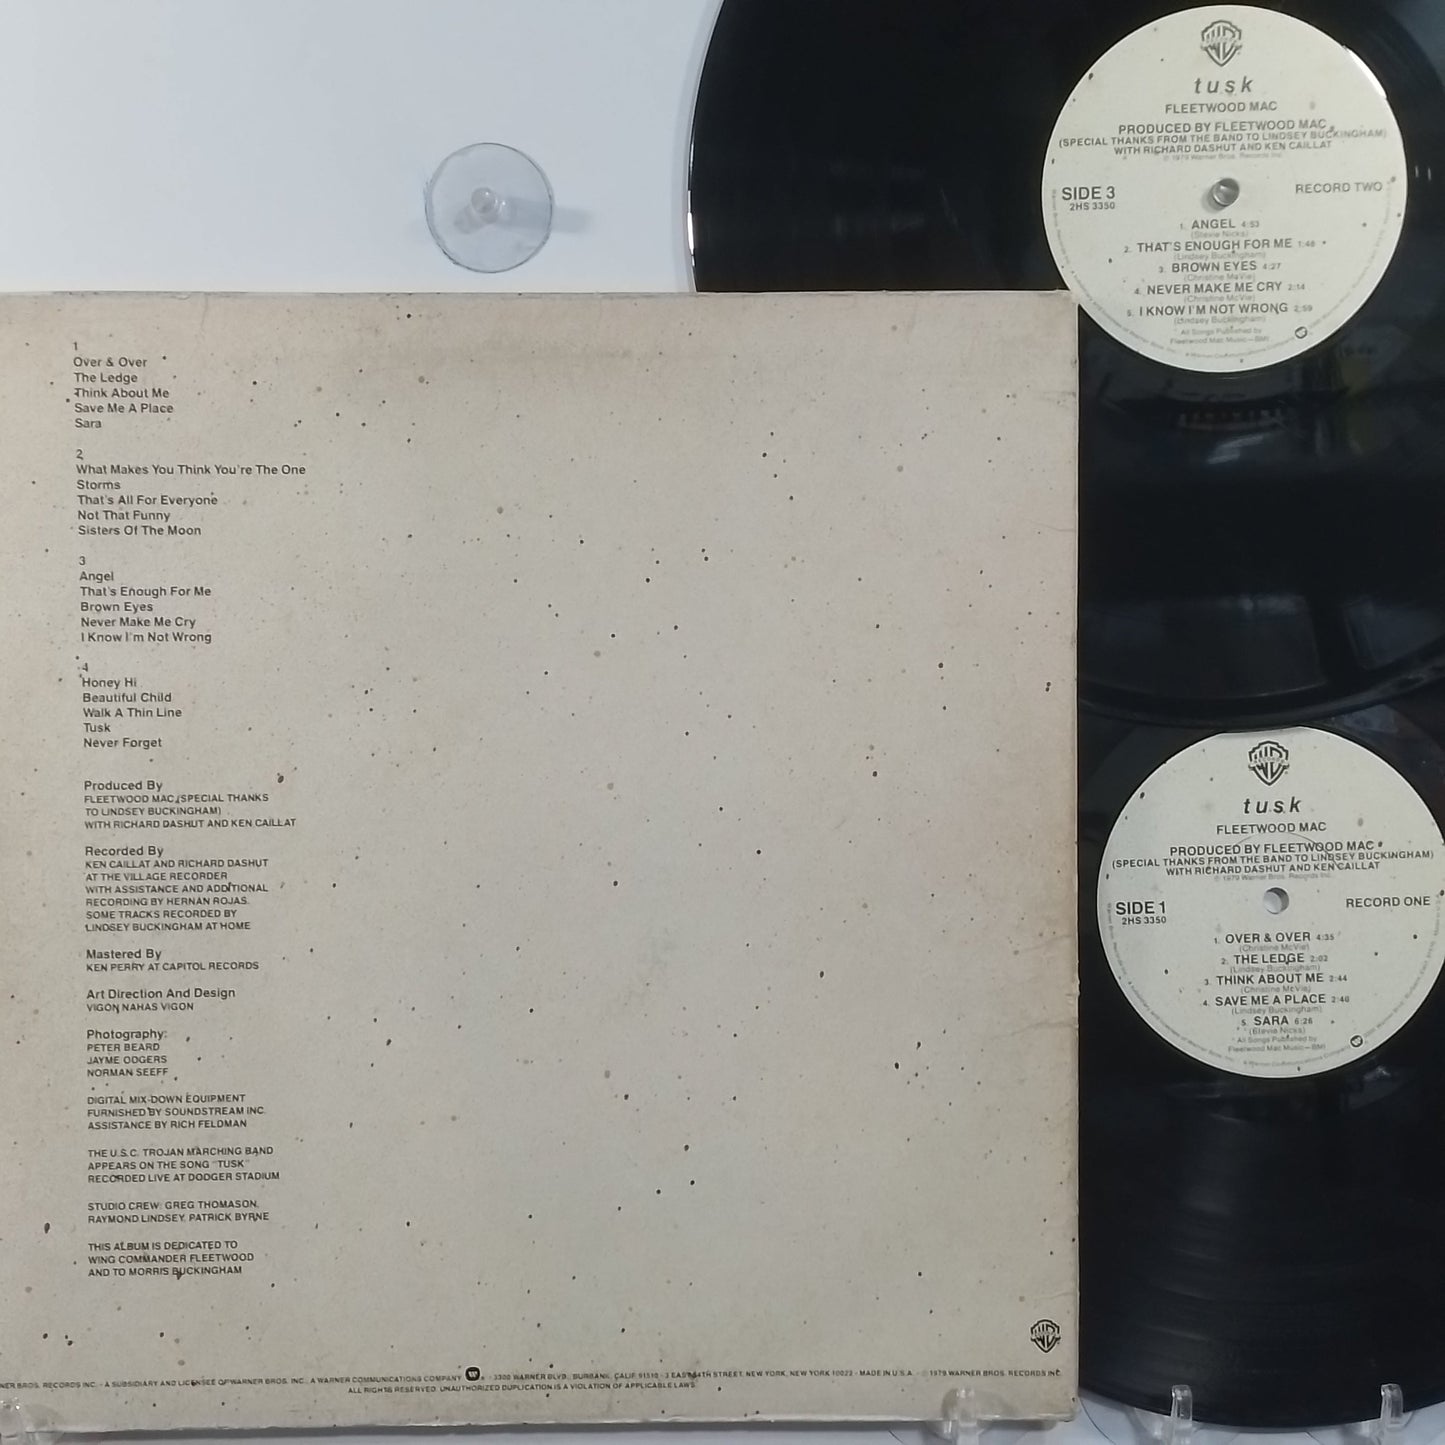 tusk
FLEETWOOD MAC
PRODUCED BY FLEETWOOD MAC
(SPECIAL THANKS FROM THE BAND TO LINDSEY BUCKINGHAM)
WITH RICHARD DASHUT AND KEN CAILLAT
℗ 1979 Warner Bros. Records Inc.
SIDE 3
RECORD TWO
2HS 3350
1. ANGEL 4:53
(Stevie Nicks)
2. THAT'S ENOUGH FOR ME 1:48
(Lindsey Buckingham)
3. BROWN EYES 4:27
(Christine McVie)
4. NEVER MAKE ME CRY 2:14
(Christine McVie)
5. I KNOW I'M NOT WRONG 2:59
(Lindsey Buckingham)
All Songs Published by
Fleetwood Mac Music—BMI
1
Over & Over
The Ledge
Think About Me
Save Me A Place
Sara
2
What Makes You Think You're The One
Storms
That's All For Everyone
Not That Funny
Sisters Of The Moon
3
Angel
That's Enough For Me
Brown Eyes
Never Make Me Cry
I Know I'm Not Wrong
4
Honey Hi
Beautiful Child
Walk A Thin Line
Tusk
Never Forget
Produced By
FLEETWOOD MAC (SPECIAL THANKS
TO LINDSEY BUCKINGHAM)
WITH RICHARD DASHUT AND KEN CAILLAT
Recorded By
KEN CAILLAT AND RICHARD DASHUT
AT THE VILLAGE RECORDER
WITH ASSISTANCE AND ADDITIONAL
RECORDING BY HERNAN ROJAS.
SOME TRACKS RECORDED BY
LINDSEY BUCKINGHAM AT HOME
Mastered By
KEN PERRY AT CAPITOL RECORDS
Art Direction And Design
VIGON NAHAS VIGON
Photography:
PETER BEARD
JAYME ODGERS
NORMAN SEEFF
DIGITAL MIX-DOWN EQUIPMENT
FURNISHED BY SOUNDSTREAM INC.
ASSISTANCE BY RICH FELDMAN
THE U.S.C. TROJAN MARCHING BAND
APPEARS ON THE SONG "TUSK"
RECORDED LIVE AT DODGER STADIUM
STUDIO CREW: GREG THOMASON,
RAYMOND LINDSEY, PATRICK BYRNE
THIS ALBUM IS DEDICATED TO
WING COMMANDER FLEETWOOD
AND TO MORRIS BUCKINGHAM
BROS. RECORDS INC. · A SUBSIDIARY AND LICENSEE OF WARNER BROS. INC., A WARNER COMMUNICATIONS COMPANY · 3300 WARNER BLVD., BURBANK, CALIF. 91510 · 3 EAST 54TH STREET, NEW YORK, NEW YORK 10022 · MADE IN U.S.A. · © 1979 WARNER BROS. RECORDS INC.
ALL RIGHTS RESERVED. UNAUTHORIZED DUPLICATION IS A VIOLATION OF APPLICABLE LAWS.
tusk
FLEETWOOD MAC
PRODUCED BY FLEETWOOD MAC
(SPECIAL THANKS FROM THE BAND TO LINDSEY BUCKINGHAM)
WITH RICHARD DASHUT AND KEN CAILLAT
℗ 1979 Warner Bros. Records Inc.
SIDE 1
RECORD ONE
2HS 3350
1. OVER & OVER 4:35
(Christine McVie)
2. THE LEDGE 2:02
(Lindsey Buckingham)
3. THINK ABOUT ME 2:44
(Christine McVie)
4. SAVE ME A PLACE 2:40
(Lindsey Buckingham)
5. SARA 6:26
(Stevie Nicks)
All Songs Published by
Fleetwood Mac Music—BMI